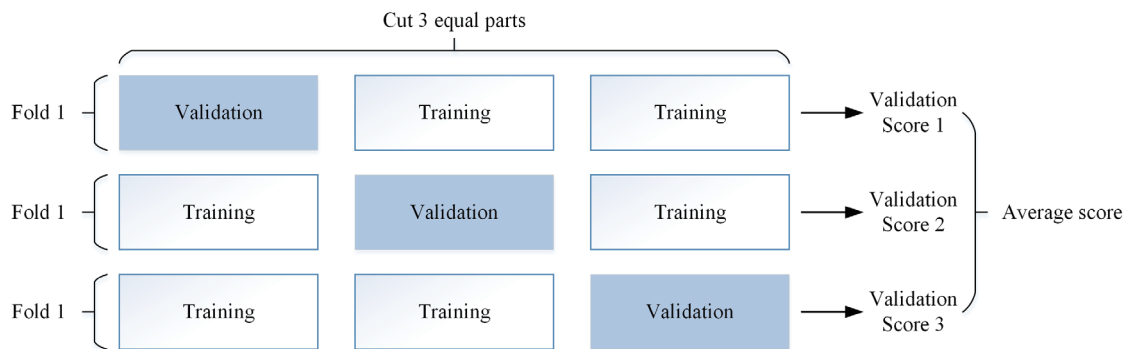 Cut 3 equal parts
Fold 1
Validation
Training
Training
Validation
Score 1
Fold 1
Training
Validation
Training
Validation
Score 2
Average score
Fold 1
Training
Training
Validation
Validation
Score 3